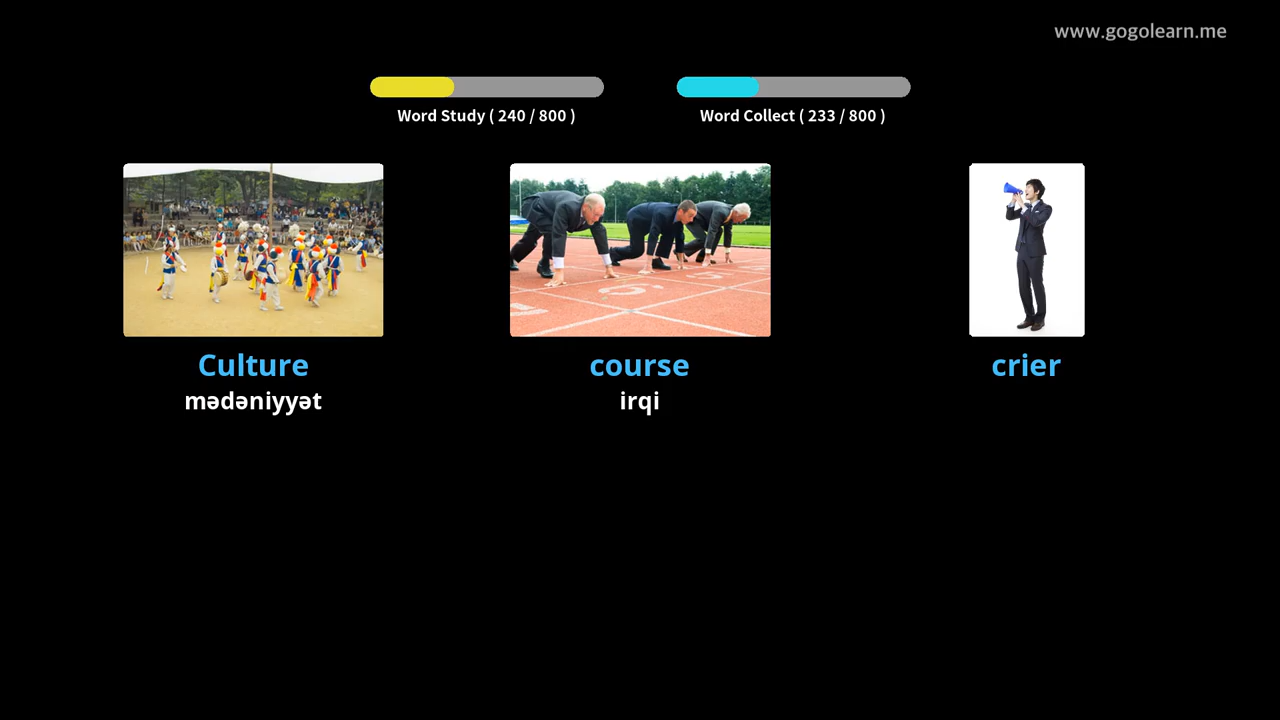 www.gogolearn.me
Word Study ( 240 / 800 )
Word Collect ( 233 / 800 )
Culture
mədəniyyət
course
irqi
crier